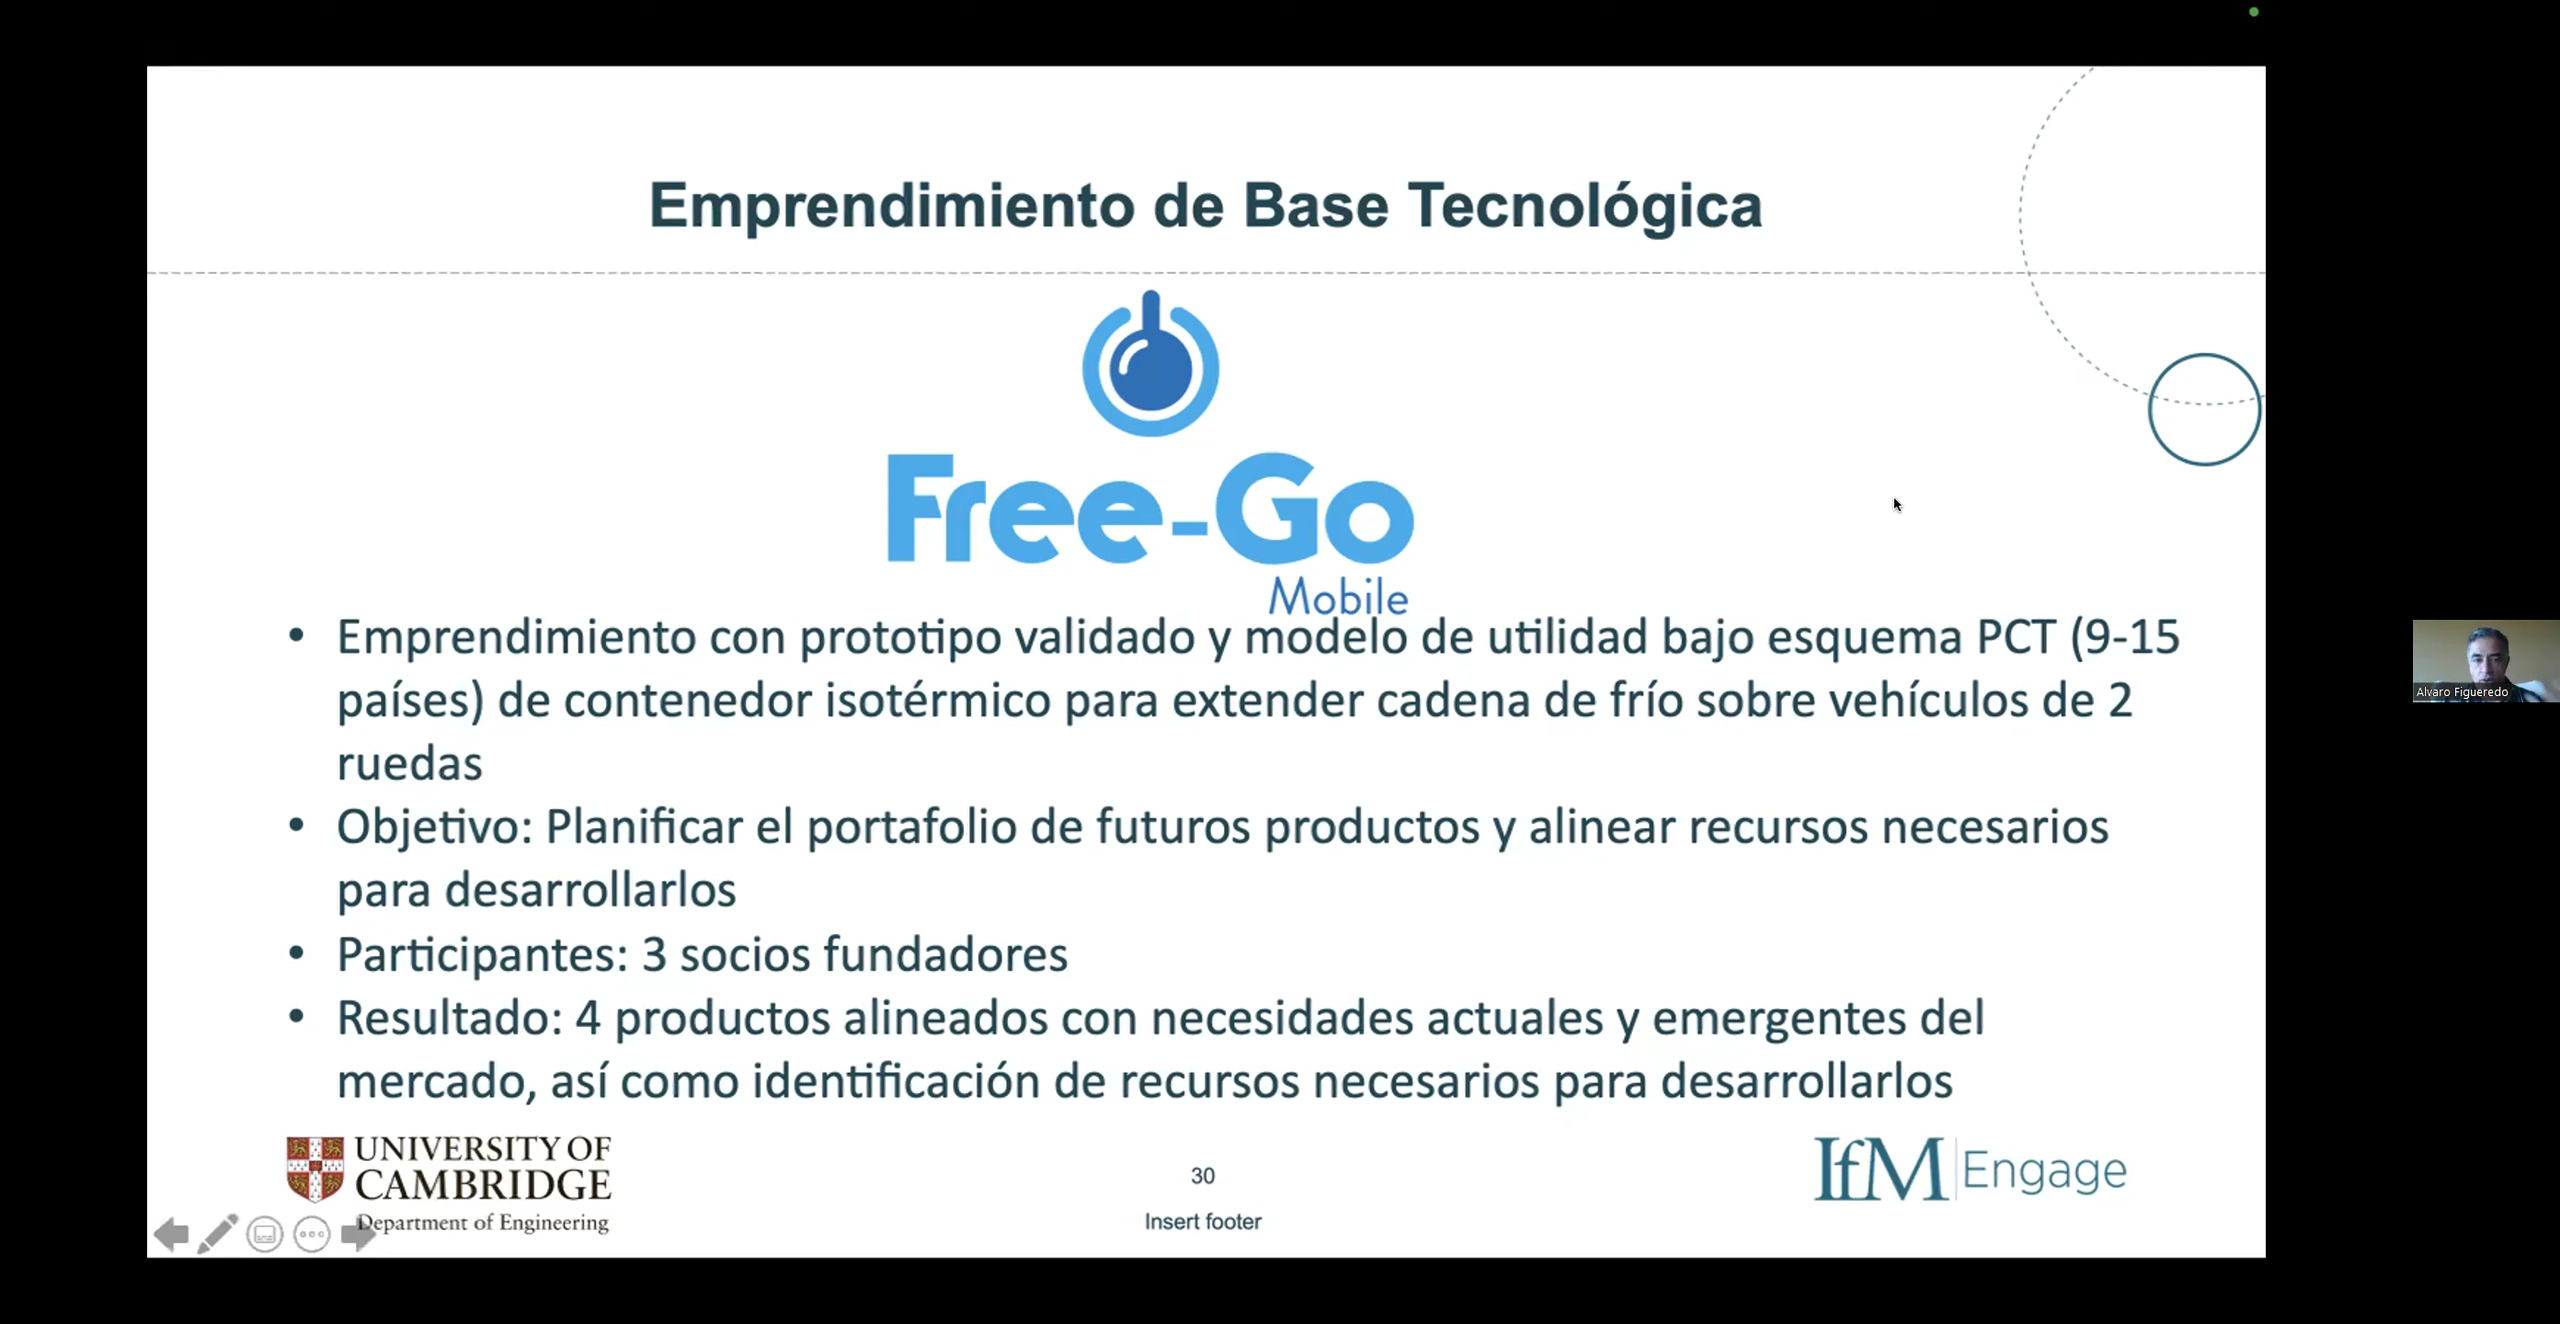 Emprendimiento de Base Tecnológica
Free-Go
Mobile
• Emprendimiento con prototipo validado y modelo de utilidad bajo esquema PCT (9-15
países) de contenedor isotérmico para extender cadena de frío sobre vehículos de 2
ruedas
• Objetivo: Planificar el portafolio de futuros productos y alinear recursos necesarios
para desarrollarlos
• Participantes: 3 socios fundadores
• Resultado: 4 productos alineados con necesidades actuales y emergentes del
mercado, así como identificación de recursos necesarios para desarrollarlos
UNIVERSITY OF
CAMBRIDGE
Department of Engineering
30
Insert footer
IfM Engage
Alvaro Figueredo